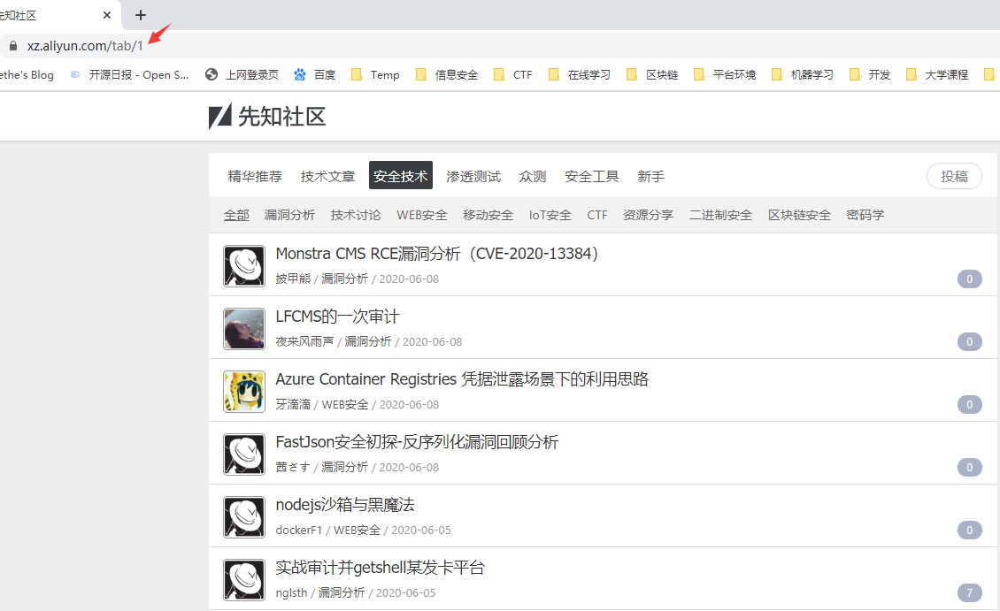 先知社区
xz.aliyun.com/tab/1
ethe's Blog 开源日报 - Open S... 上网登录页 百度 Temp 信息安全 CTF 在线学习 区块链 平台环境 机器学习 开发 大学课程
先知社区
精华推荐 技术文章 安全技术 渗透测试 众测 安全工具 新手 投稿
全部 漏洞分析 技术讨论 WEB安全 移动安全 IoT安全 CTF 资源分享 二进制安全 区块链安全 密码学
Monstra CMS RCE漏洞分析（CVE-2020-13384）
披甲熊 / 漏洞分析 / 2020-06-08 0
LFCMS的一次审计
夜来风雨声 / 漏洞分析 / 2020-06-08 0
Azure Container Registries 凭据泄露场景下的利用思路
牙滴滴 / WEB安全 / 2020-06-08 0
FastJson安全初探-反序列化漏洞回顾分析
茜さす / 漏洞分析 / 2020-06-08 0
nodejs沙箱与黑魔法
dockerF1 / WEB安全 / 2020-06-05 0
实战审计并getshell某发卡平台
nglsth / 漏洞分析 / 2020-06-05 7